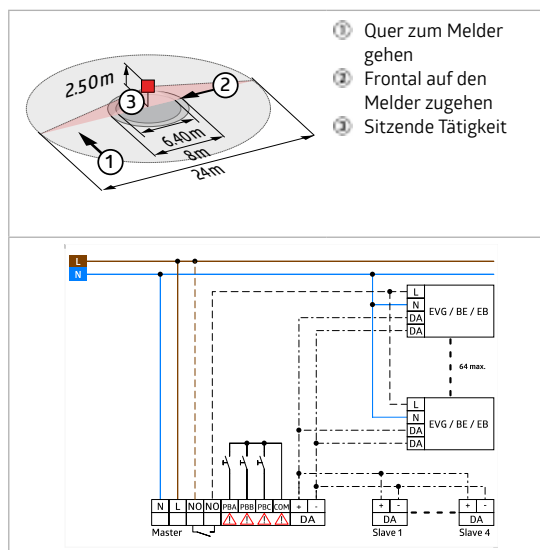 2.50m
3
2
1
6.40m
8m
24m
① Quer zum Melder
gehen
② Frontal auf den
Melder zugehen
③ Sitzende Tätigkeit
L
N
L
N
DA
DA
EVG / BE / EB
64 max.
L
N
DA
DA
EVG / BE / EB
N L NO NO PBA PBB PBC COM + -
DA
Master
+ -
DA
Slave 1
+ -
DA
Slave 4